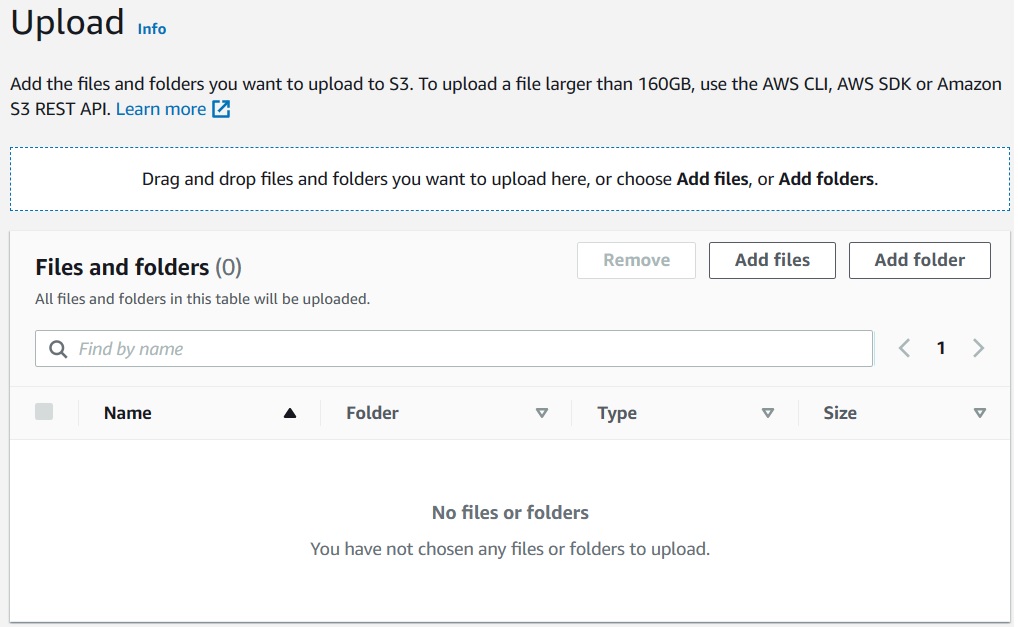 Upload Info
Add the files and folders you want to upload to S3. To upload a file larger than 160GB, use the AWS CLI, AWS SDK or Amazon
S3 REST API. Learn more
Drag and drop files and folders you want to upload here, or choose Add files, or Add folders.
Files and folders (0) Remove Add files Add folder
All files and folders in this table will be uploaded.
Find by name 1
Name Folder Type Size
No files or folders
You have not chosen any files or folders to upload.